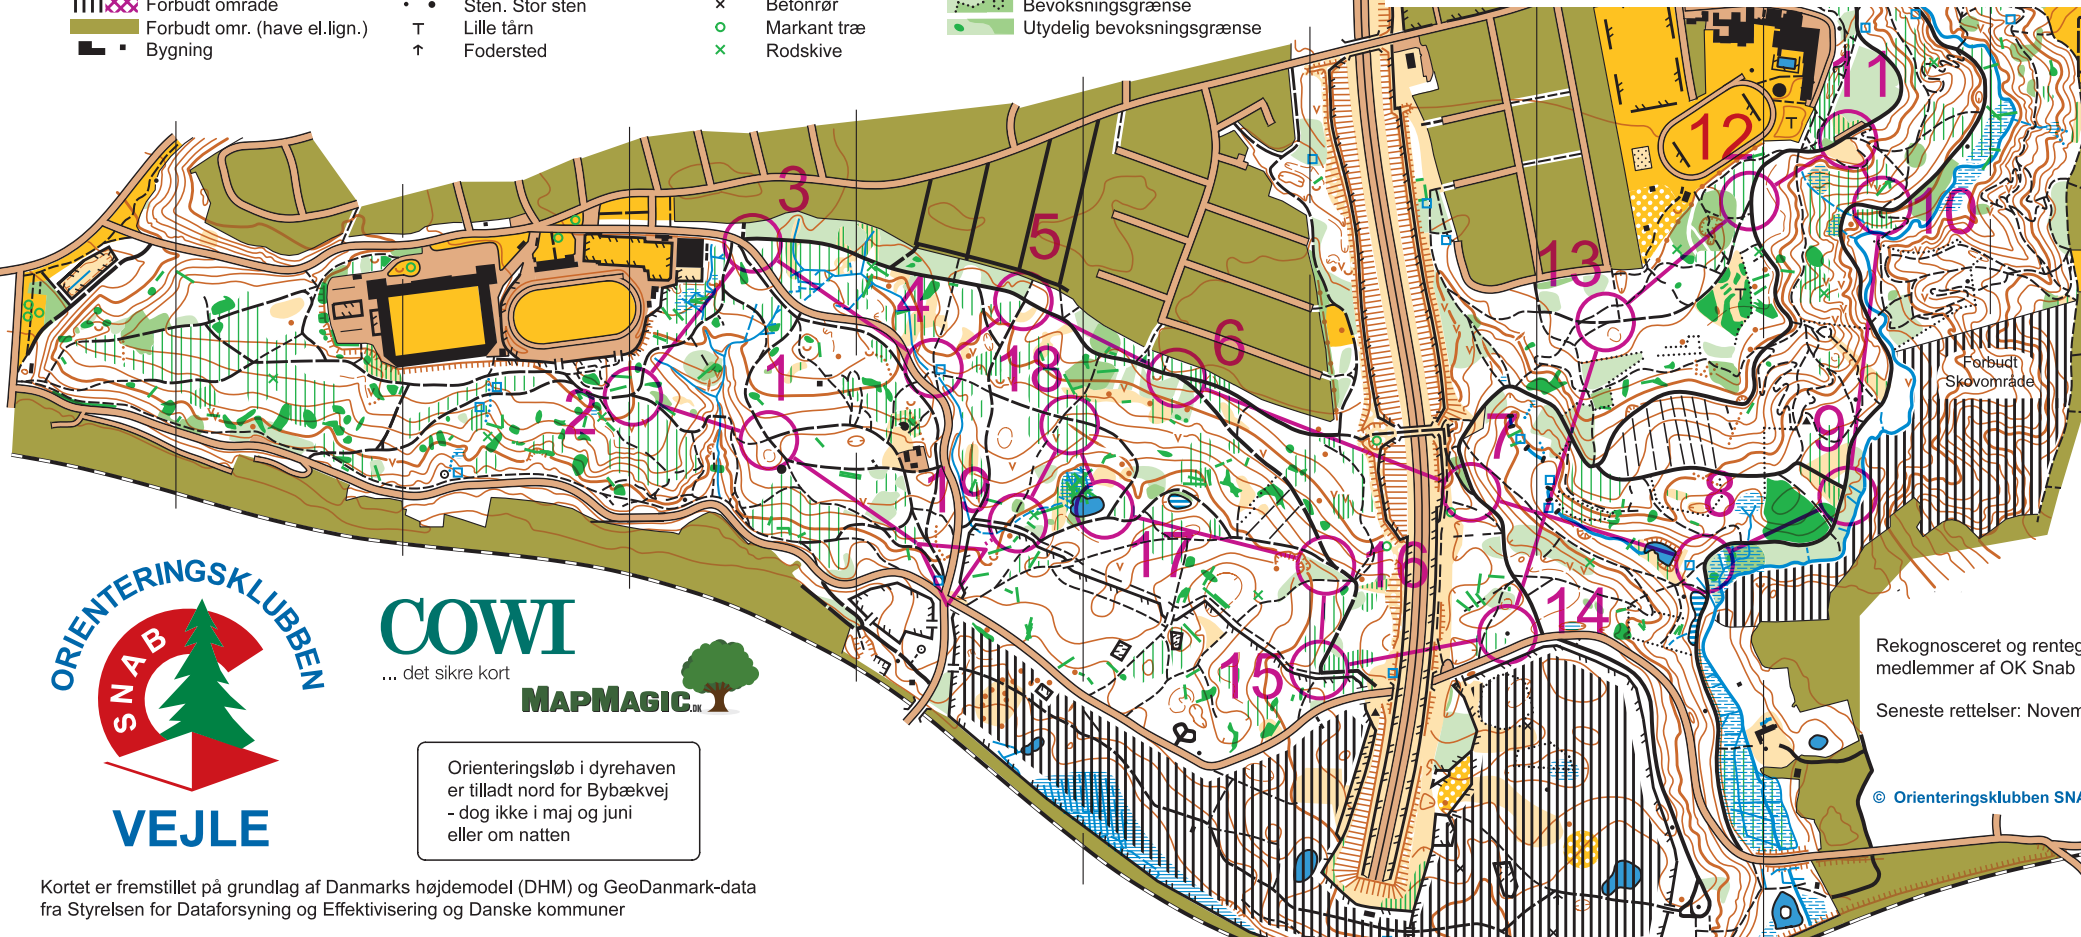 Forbudt område
Sten. Stor sten
Betonrør
Bevoksningsgrænse
Forbudt omr. (have el.lign.)
Lille tårn
Markant træ
Utydelig bevoksningsgrænse
Bygning
Fodersted
Rodskive
11
12
3
10
5
13
4
6
18
1
Forbudt
Skovområde
2
7
9
19
8
17
16
14
15
ORIENTERINGSKLUBBEN
SNAB
VEJLE
COWI
... det sikre kort
MAPMAGIC.DK
Orienteringsløb i dyrehaven
er tilladt nord for Bybækvej
- dog ikke i maj og juni
eller om natten
Rekognosceret og renteg
medlemmer af OK Snab
Seneste rettelser: Novem
© Orienteringsklubben SNA
Kortet er fremstillet på grundlag af Danmarks højdemodel (DHM) og GeoDanmark-data
fra Styrelsen for Dataforsyning og Effektivisering og Danske kommuner